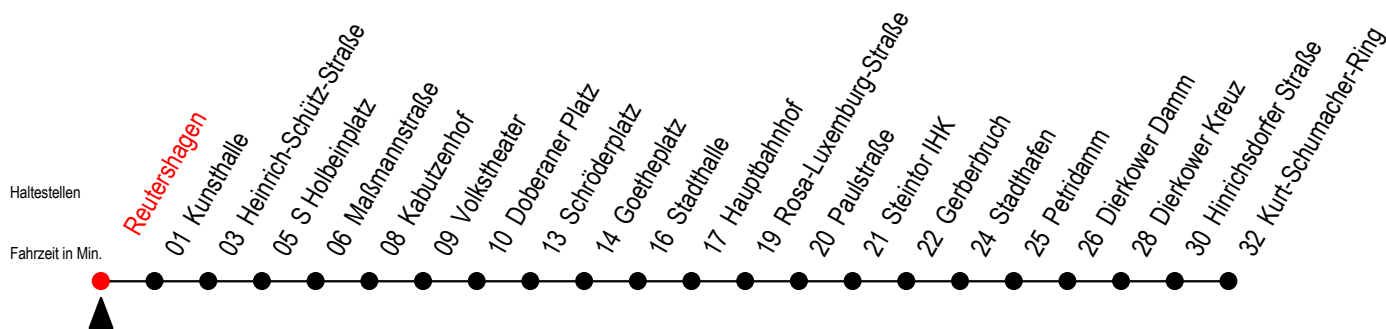 Haltestellen
Fahrzeit in Min.
Reutershagen
01 Kunsthalle
03 Heinrich-Schütz-Straße
05 S Holbeinplatz
06 Maßmannstraße
08 Kabutzenhof
09 Volkstheater
10 Doberaner Platz
13 Schröderplatz
14 Goetheplatz
16 Stadthalle
17 Hauptbahnhof
19 Rosa-Luxemburg-Straße
20 Paulstraße
21 Steintor IHK
22 Gerberbruch
24 Stadthafen
25 Petridamm
26 Dierkower Damm
28 Dierkower Kreuz
30 Hinrichsdorfer Straße
32 Kurt-Schumacher-Ring